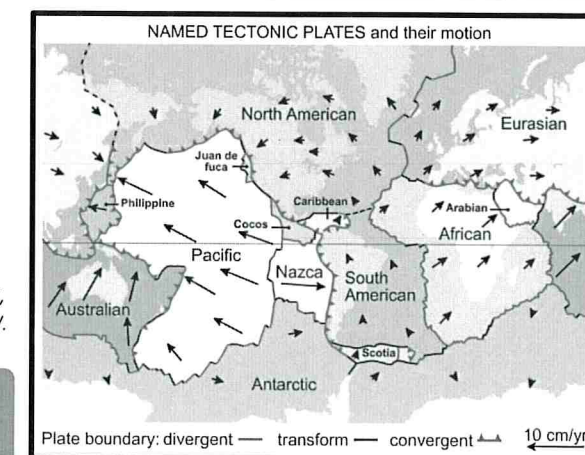 NAMED TECTONIC PLATES and their motion
North American
Eurasian
Juan de
fuca
Philippine
Caribbean
Arabian
Cocos
African
Pacific
Nazca
South
American
Australian
Scotia
Antarctic
Plate boundary: divergent transform convergent 10 cm/yr